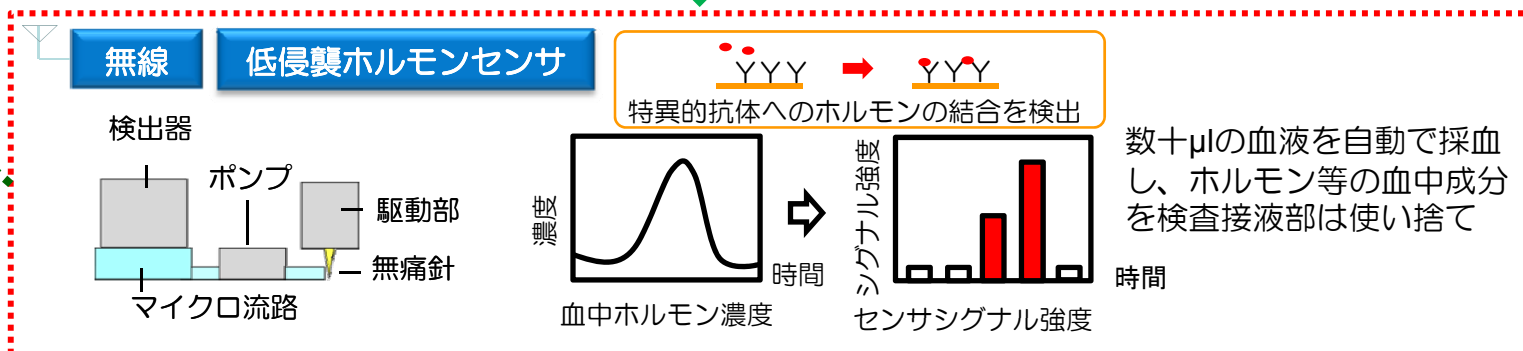 無線
低侵襲ホルモンセンサ
YYY
YYY
特異的抗体へのホルモンの結合を検出
検出器
ポンプ
駆動部
無痛針
マイクロ流路
濃度
時間
血中ホルモン濃度
シグナル強度
時間
センサシグナル強度
数十μlの血液を自動で採血
し、ホルモン等の血中成分
を検査接液部は使い捨て